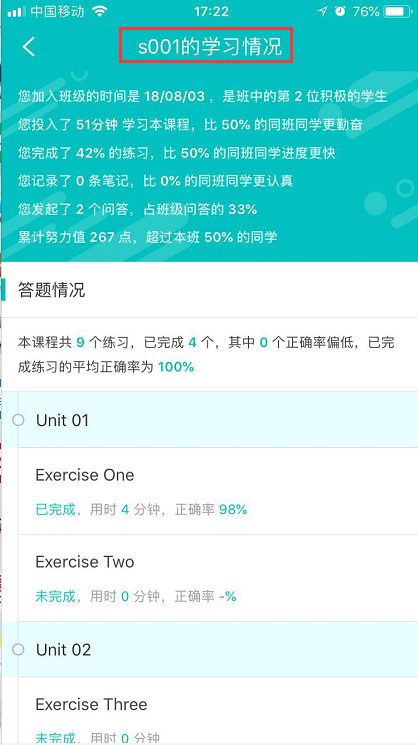 中国移动 17:22 76%
s001的学习情况
您加入班级的时间是 18/08/03 ，是班中的第 2 位积极的学生
您投入了 51分钟 学习本课程，比 50% 的同班同学更勤奋
您完成了 42% 的练习，比 50% 的同班同学进度更快
您记录了 0 条笔记，比 0% 的同班同学更认真
您发起了 2 个问答，占班级问答的 33%
累计努力值 267 点，超过本班 50% 的同学
答题情况
本课程共 9 个练习，已完成 4 个，其中 0 个正确率偏低，已完
成练习的平均正确率为 100%
Unit 01
Exercise One
已完成，用时 4 分钟，正确率 98%
Exercise Two
未完成，用时 0 分钟，正确率 -%
Unit 02
Exercise Three
未完成，用时 0 分钟